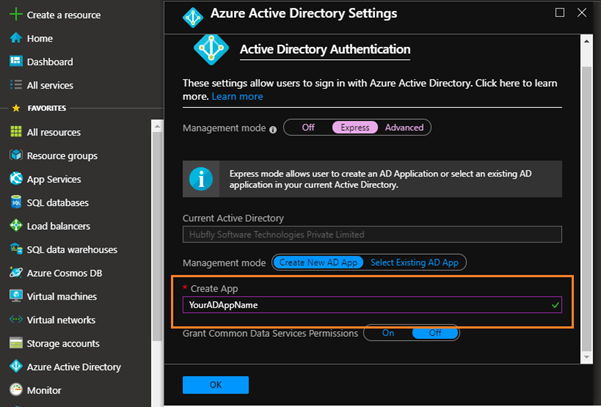 Create a resource
Home
Dashboard
All services
FAVORITES
All resources
Resource groups
App Services
SQL databases
Load balancers
SQL data warehouses
Azure Cosmos DB
Virtual machines
Virtual networks
Storage accounts
Azure Active Directory
Monitor
Azure Active Directory Settings
Active Directory Authentication
These settings allow users to sign in with Azure Active Directory. Click here to learn
more. Learn more
Management mode Off Express Advanced
Express mode allows user to create an AD Application or select an existing AD
application in your current Active Directory.
Current Active Directory
Hubfly Software Technologies Private Limited
Management mode Create New AD App Select Existing AD App
* Create App
YourADAppName
Grant Common Data Services Permissions On Off
OK